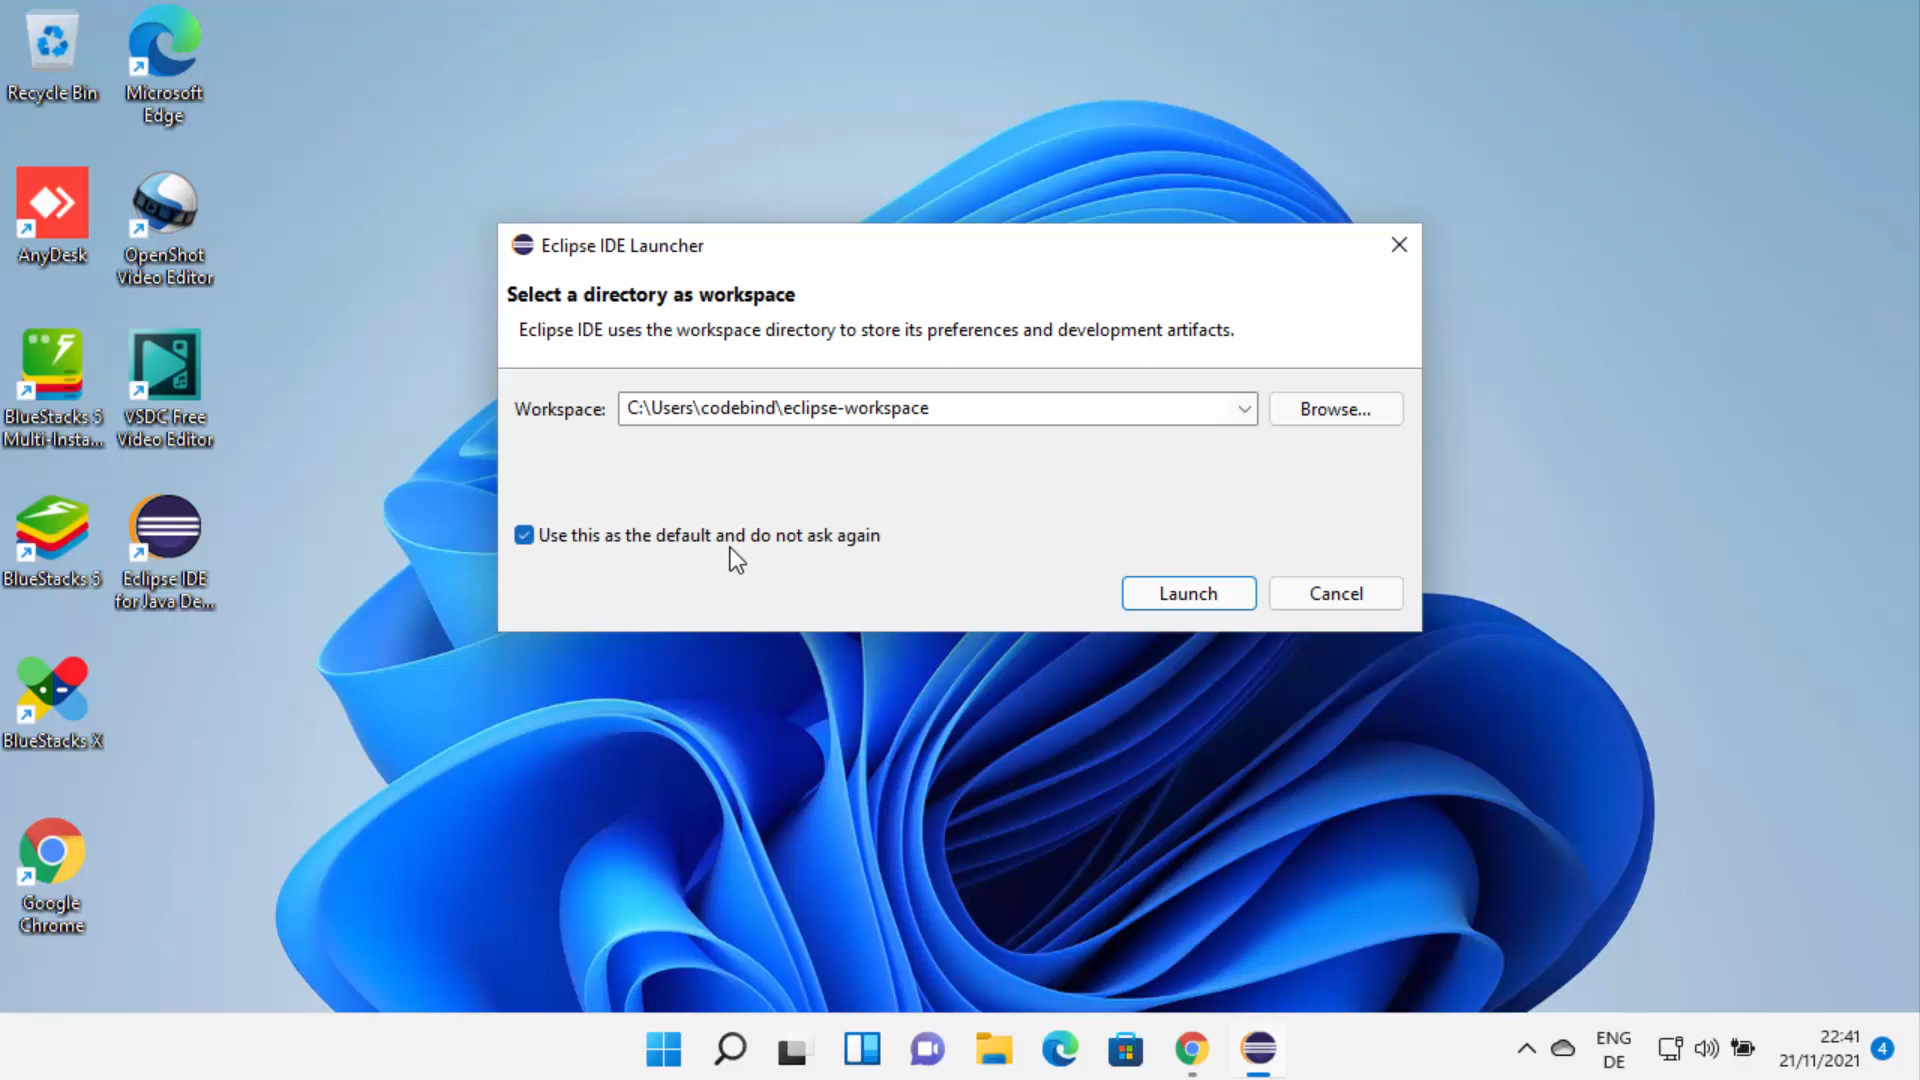 Recycle Bin
Microsoft
Edge
AnyDesk
OpenShot
Video Editor
BlueStacks 5
Multi-Insta...
VSDC Free
Video Editor
BlueStacks 5
Eclipse IDE
for Java De...
BlueStacks X
Google
Chrome
Eclipse IDE Launcher
Select a directory as workspace
Eclipse IDE uses the workspace directory to store its preferences and development artifacts.
Workspace: C:\Users\codebind\eclipse-workspace Browse...
Use this as the default and do not ask again
Launch Cancel
ENG
DE
22:41
21/11/2021
4